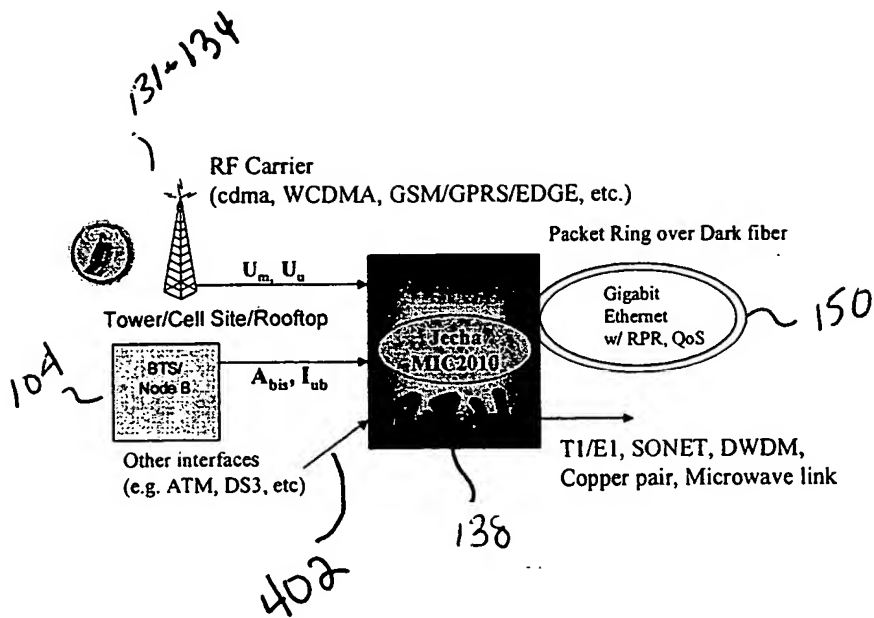 131-134
RF Carrier
(cdma, WCDMA, GSM/GPRS/EDGE, etc.)
Packet Ring over Dark fiber
Um, Uu
Gigabit
Ethernet
w/ RPR, QoS
150
Tower/Cell Site/Rooftop
Jecha
MIC2010
104
BTS/
Node B
Abis, Iub
Other interfaces
(e.g. ATM, DS3, etc)
T1/E1, SONET, DWDM,
Copper pair, Microwave link
402
138